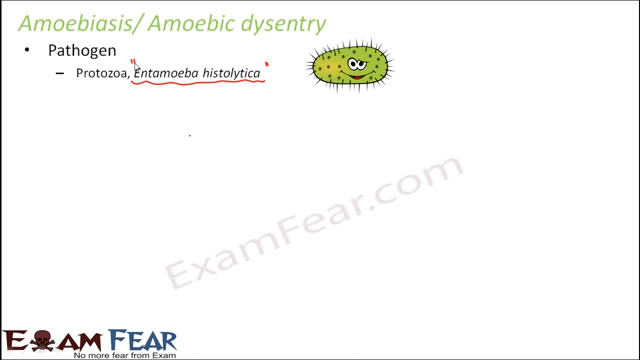 Amoebiasis/ Amoebic dysentry
• Pathogen
– Protozoa, "Entamoeba histolytica"
ExamFear.com
EXAM FEAR
No more fear from Exam